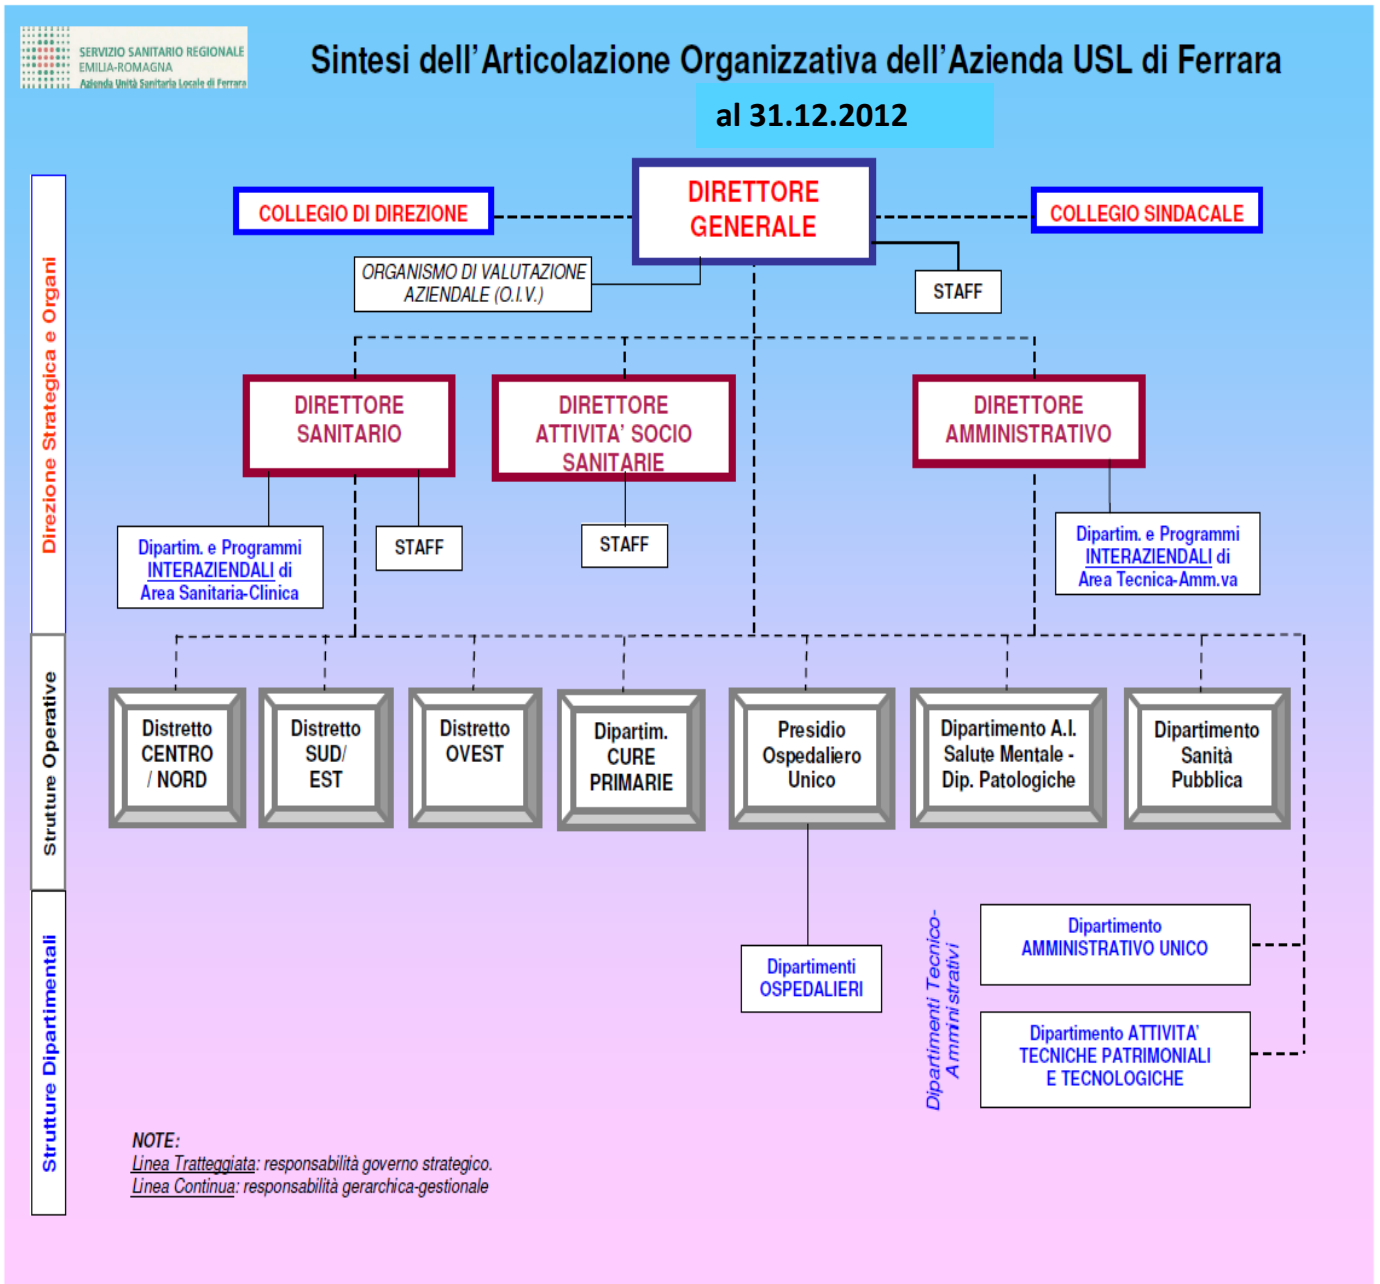 SERVIZIO SANITARIO REGIONALE
EMILIA-ROMAGNA
Azienda Unità Sanitaria Locale di Ferrara
Sintesi dell'Articolazione Organizzativa dell'Azienda USL di Ferrara
al 31.12.2012
DIRETTORE
GENERALE
COLLEGIO DI DIREZIONE
COLLEGIO SINDACALE
ORGANISMO DI VALUTAZIONE
AZIENDALE (O.I.V.)
STAFF
Direzione Strategica e Organi
DIRETTORE
SANITARIO
DIRETTORE
ATTIVITA' SOCIO
SANITARIE
DIRETTORE
AMMINISTRATIVO
Dipartim. e Programmi
INTERAZIENDALI di
Area Sanitaria-Clinica
STAFF
STAFF
Dipartim. e Programmi
INTERAZIENDALI di
Area Tecnica-Amm.va
Strutture Operative
Distretto
CENTRO
/ NORD
Distretto
SUD/
EST
Distretto
OVEST
Dipartim.
CURE
PRIMARIE
Presidio
Ospedaliero
Unico
Dipartimento A.I.
Salute Mentale -
Dip. Patologiche
Dipartimento
Sanità
Pubblica
Strutture Dipartimentali
Dipartimenti
OSPEDALIERI
Dipartimenti Tecnico-
Amministrativi
Dipartimento
AMMINISTRATIVO UNICO
Dipartimento ATTIVITA'
TECNICHE PATRIMONIALI
E TECNOLOGICHE
NOTE:
Linea Tratteggiata: responsabilità governo strategico.
Linea Continua: responsabilità gerarchica-gestionale